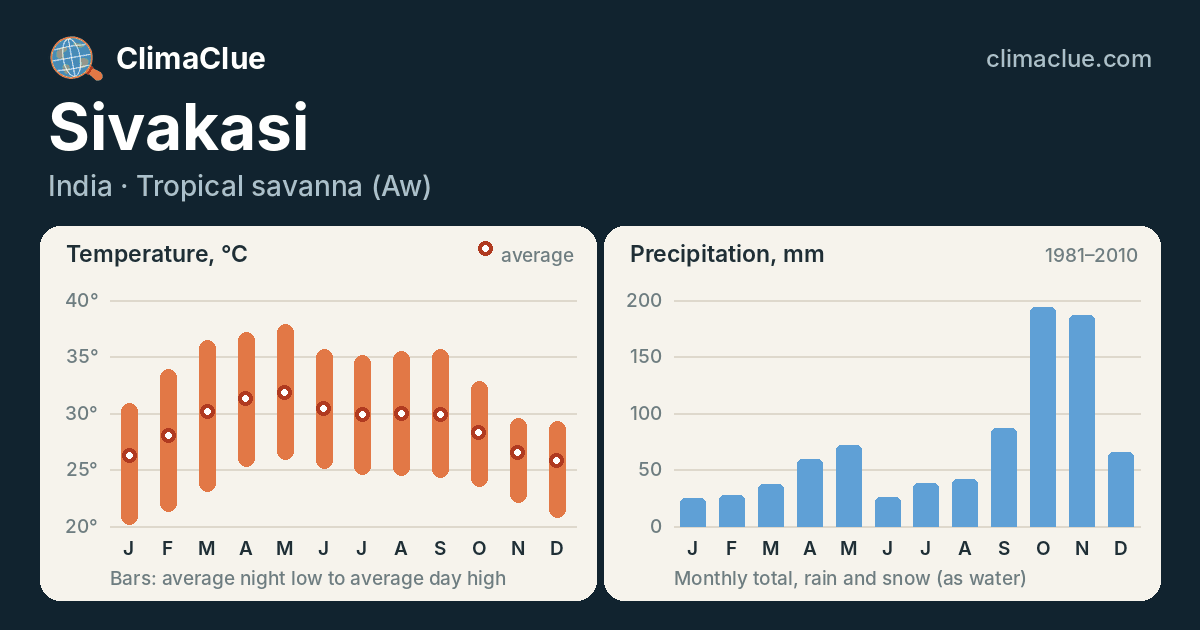 ClimaClue
climaclue.com
Sivakasi
India · Tropical savanna (Aw)
Temperature, °C
average
40°
35°
30°
25°
20°
J F M A M J J A S O N D
Bars: average night low to average day high
Precipitation, mm
1981–2010
200
150
100
50
0
J F M A M J J A S O N D
Monthly total, rain and snow (as water)